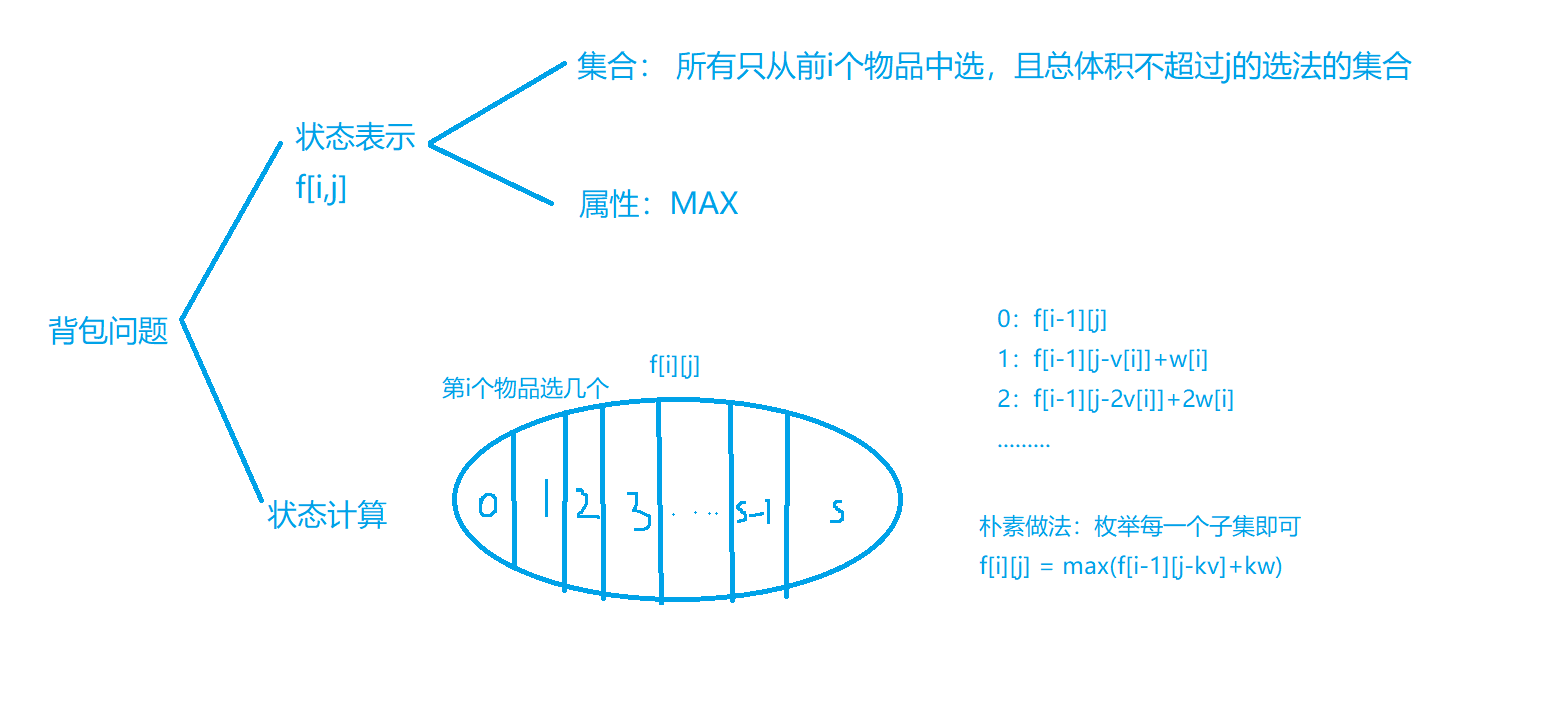 集合： 所有只从前i个物品中选，且总体积不超过j的选法的集合
状态表示
f[i,j]
属性：MAX
背包问题
0：f[i-1][j]
1：f[i-1][j-v[i]]+w[i]
2：f[i-1][j-2v[i]]+2w[i]
.........
f[i][j]
第i个物品选几个
0 1 2 3 .... s-1 s
状态计算
朴素做法：枚举每一个子集即可
f[i][j] = max(f[i-1][j-kv]+kw)